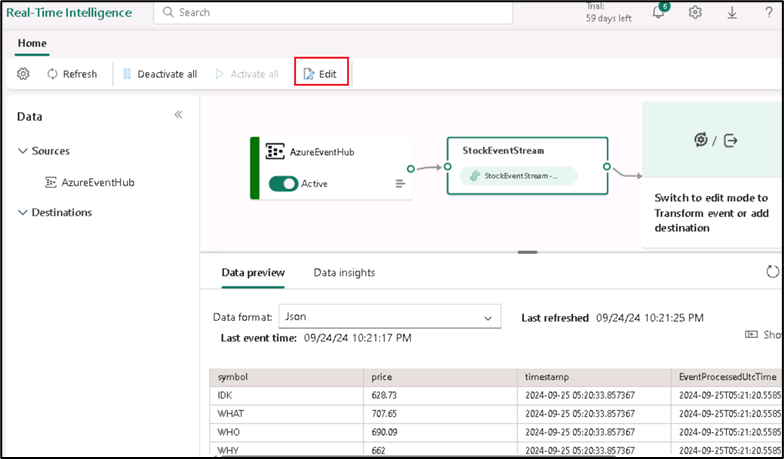 Real-Time Intelligence
Search
Trial:
59 days left
6
?
Home
Refresh
Deactivate all
Activate all
Edit
Data
Sources
AzureEventHub
Destinations
AzureEventHub
Active
StockEventStream
StockEventStream-...
/
Switch to edit mode to
Transform event or add
destination
Data preview
Data insights
Data format:
Json
Last refreshed 09/24/24 10:21:25 PM
Last event time: 09/24/24 10:21:17 PM
Sho
symbol price timestamp EventProcessedUtcTime
IDK 628.73 2024-09-25 05:20:33.857367 2024-09-25T05:21:20.5585
WHAT 707.65 2024-09-25 05:20:33.857367 2024-09-25T05:21:20.5585
WHO 690.09 2024-09-25 05:20:33.857367 2024-09-25T05:21:20.5585
WHY 662 2024-09-25 05:20:33.857367 2024-09-25T05:21:20.5585